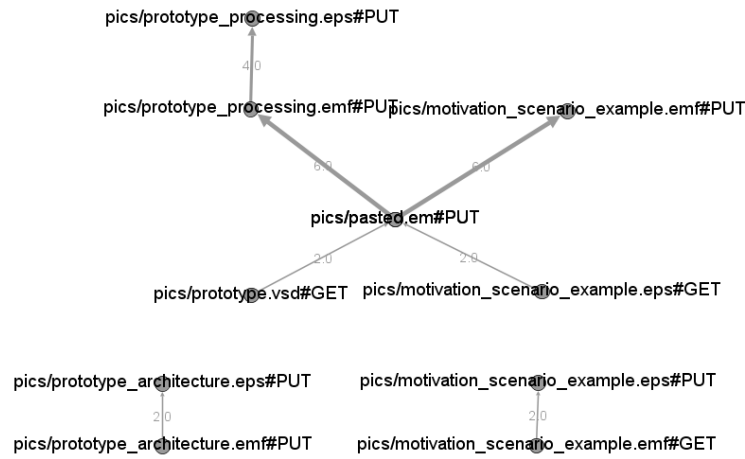 pics/prototype_processing.eps#PUT
4.0
pics/prototype_processing.emf#PUT
pics/motivation_scenario_example.emf#PUT
6.0
6.0
pics/pasted.em#PUT
2.0
2.0
pics/prototype.vsd#GET
pics/motivation_scenario_example.eps#GET
pics/prototype_architecture.eps#PUT
pics/motivation_scenario_example.eps#PUT
2.0
2.0
pics/prototype_architecture.emf#PUT
pics/motivation_scenario_example.emf#GET